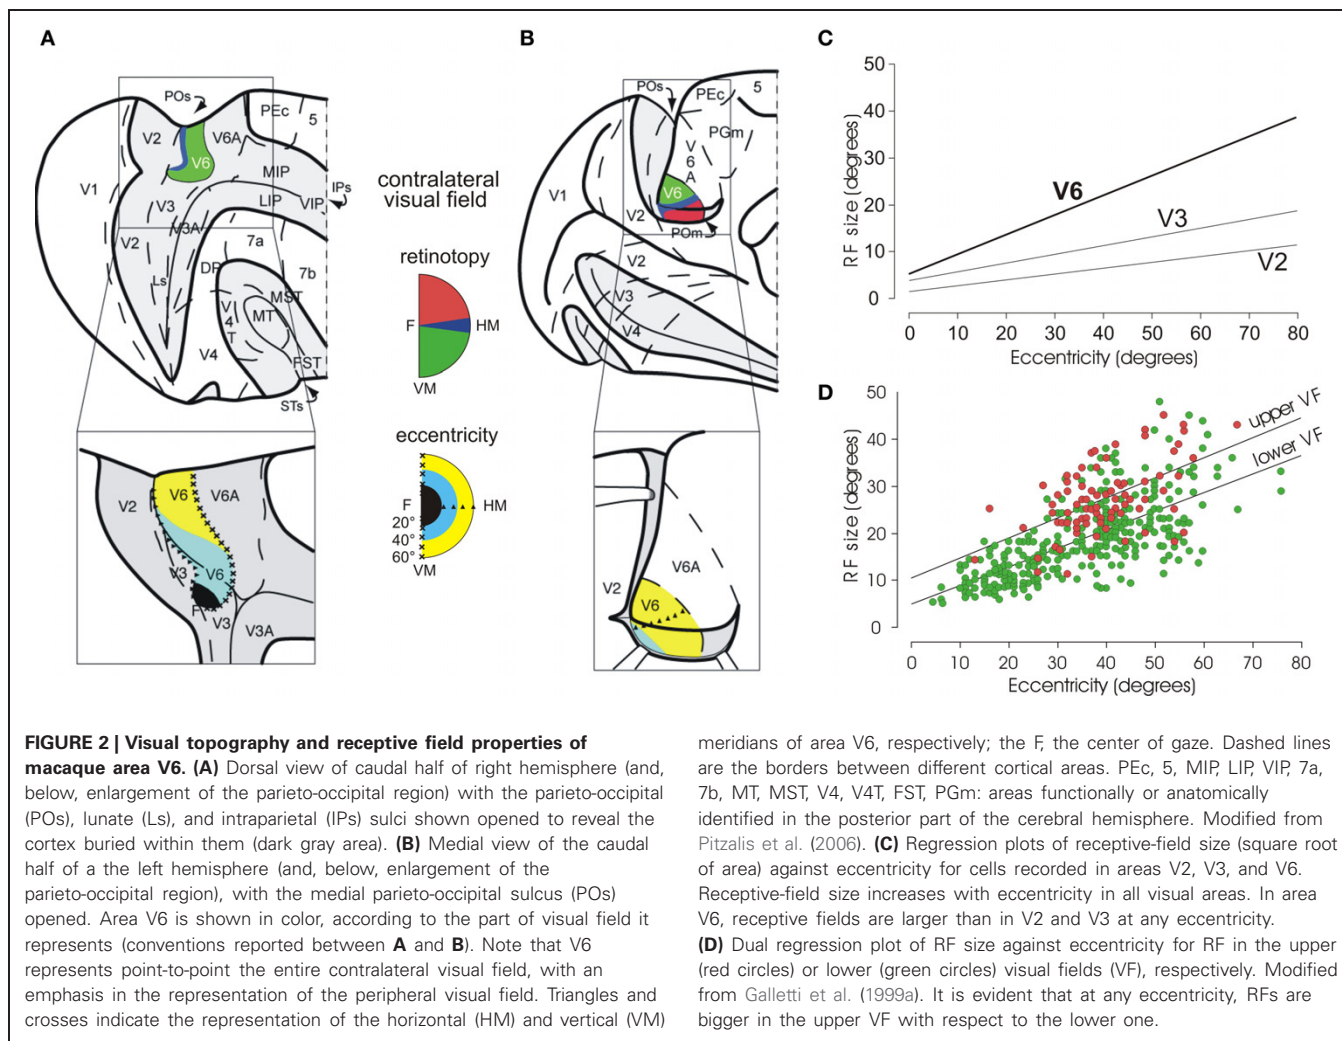 A
POs
PEc
5
V2
V6A
V6
V1
MIP
IPs
LIP
VIP
V3
V3A
V2
7a
DP
7b
Ls
MST
V4T
MT
V4
FST
STs
V6
V2
V6A
V3
V6
F
V3
V3A
contralateral
visual field
retinotopy
F
HM
VM
eccentricity
F
HM
20°
40°
60°
VM
B
POs
PEc
5
PGm
V6A
V1
V6
V2
POm
V2
V3
V4
V6A
V2
V6
C
RF size (degrees)
50
40
30
20
10
0
V6
V3
V2
0 10 20 30 40 50 60 70 80
Eccentricity (degrees)
D
RF size (degrees)
50
40
30
20
10
0
upper VF
lower VF
0 10 20 30 40 50 60 70 80
Eccentricity (degrees)
FIGURE 2 | Visual topography and receptive field properties of
macaque area V6. (A) Dorsal view of caudal half of right hemisphere (and,
below, enlargement of the parieto-occipital region) with the parieto-occipital
(POs), lunate (Ls), and intraparietal (IPs) sulci shown opened to reveal the
cortex buried within them (dark gray area). (B) Medial view of the caudal
half of a the left hemisphere (and, below, enlargement of the
parieto-occipital region), with the medial parieto-occipital sulcus (POs)
opened. Area V6 is shown in color, according to the part of visual field it
represents (conventions reported between A and B). Note that V6
represents point-to-point the entire contralateral visual field, with an
emphasis in the representation of the peripheral visual field. Triangles and
crosses indicate the representation of the horizontal (HM) and vertical (VM)
meridians of area V6, respectively; the F, the center of gaze. Dashed lines
are the borders between different cortical areas. PEc, 5, MIP, LIP, VIP, 7a,
7b, MT, MST, V4, V4T, FST, PGm: areas functionally or anatomically
identified in the posterior part of the cerebral hemisphere. Modified from
Pitzalis et al. (2006). (C) Regression plots of receptive-field size (square root
of area) against eccentricity for cells recorded in areas V2, V3, and V6.
Receptive-field size increases with eccentricity in all visual areas. In area
V6, receptive fields are larger than in V2 and V3 at any eccentricity.
(D) Dual regression plot of RF size against eccentricity for RF in the upper
(red circles) or lower (green circles) visual fields (VF), respectively. Modified
from Galletti et al. (1999a). It is evident that at any eccentricity, RFs are
bigger in the upper VF with respect to the lower one.